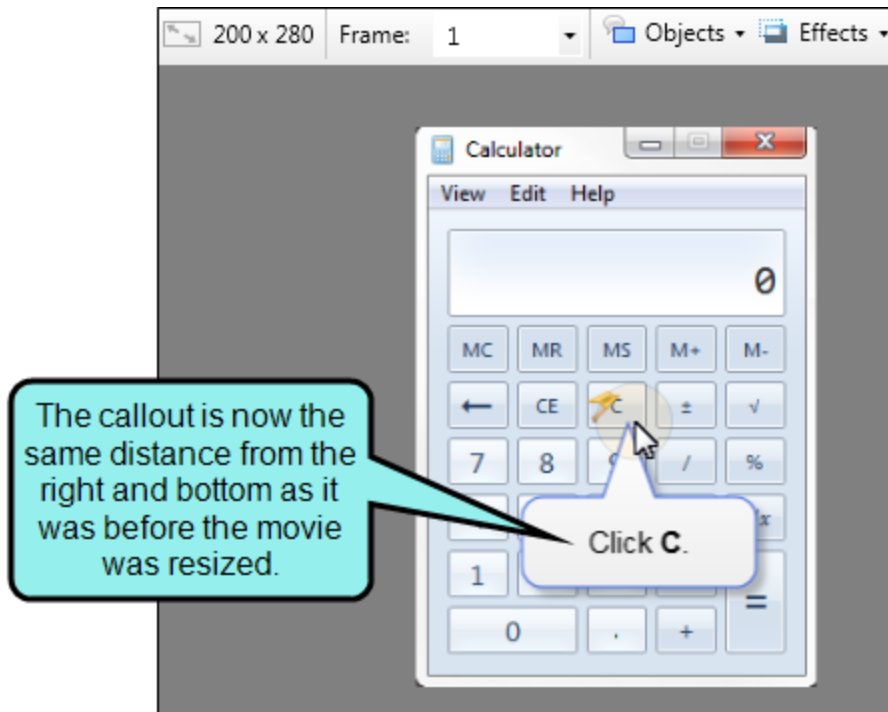 200 x 280 Frame: 1 Objects Effects
Calculator
View Edit Help
0
MC MR MS M+ M-
← CE C ± √
7 8 / %
The callout is now the
same distance from the
right and bottom as it
was before the movie
was resized.
Click C.
1 =
0 . +